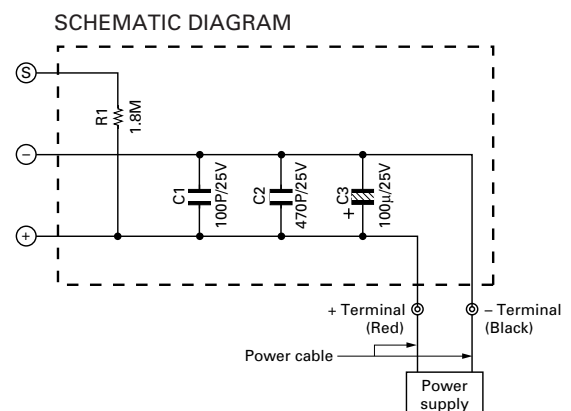 SCHEMATIC DIAGRAM
S
R1
1.8M
–
C1
100P/25V
C2
470P/25V
+ C3
100µ/25V
+
+ Terminal
(Red)
– Terminal
(Black)
Power cable
Power
supply